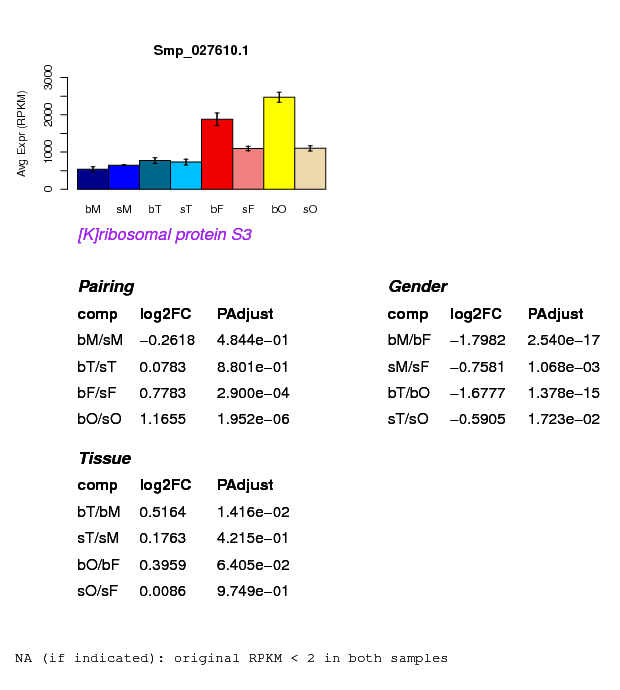 Smp_027610.1
Avg Expr (RPKM)
0 1000 2000 3000
bM sM bT sT bF sF bO sO
[K]ribosomal protein S3
Pairing
comp log2FC PAdjust
bM/sM −0.2618 4.844e−01
bT/sT 0.0783 8.801e−01
bF/sF 0.7783 2.900e−04
bO/sO 1.1655 1.952e−06
Gender
comp log2FC PAdjust
bM/bF −1.7982 2.540e−17
sM/sF −0.7581 1.068e−03
bT/bO −1.6777 1.378e−15
sT/sO −0.5905 1.723e−02
Tissue
comp log2FC PAdjust
bT/bM 0.5164 1.416e−02
sT/sM 0.1763 4.215e−01
bO/bF 0.3959 6.405e−02
sO/sF 0.0086 9.749e−01
NA (if indicated): original RPKM < 2 in both samples